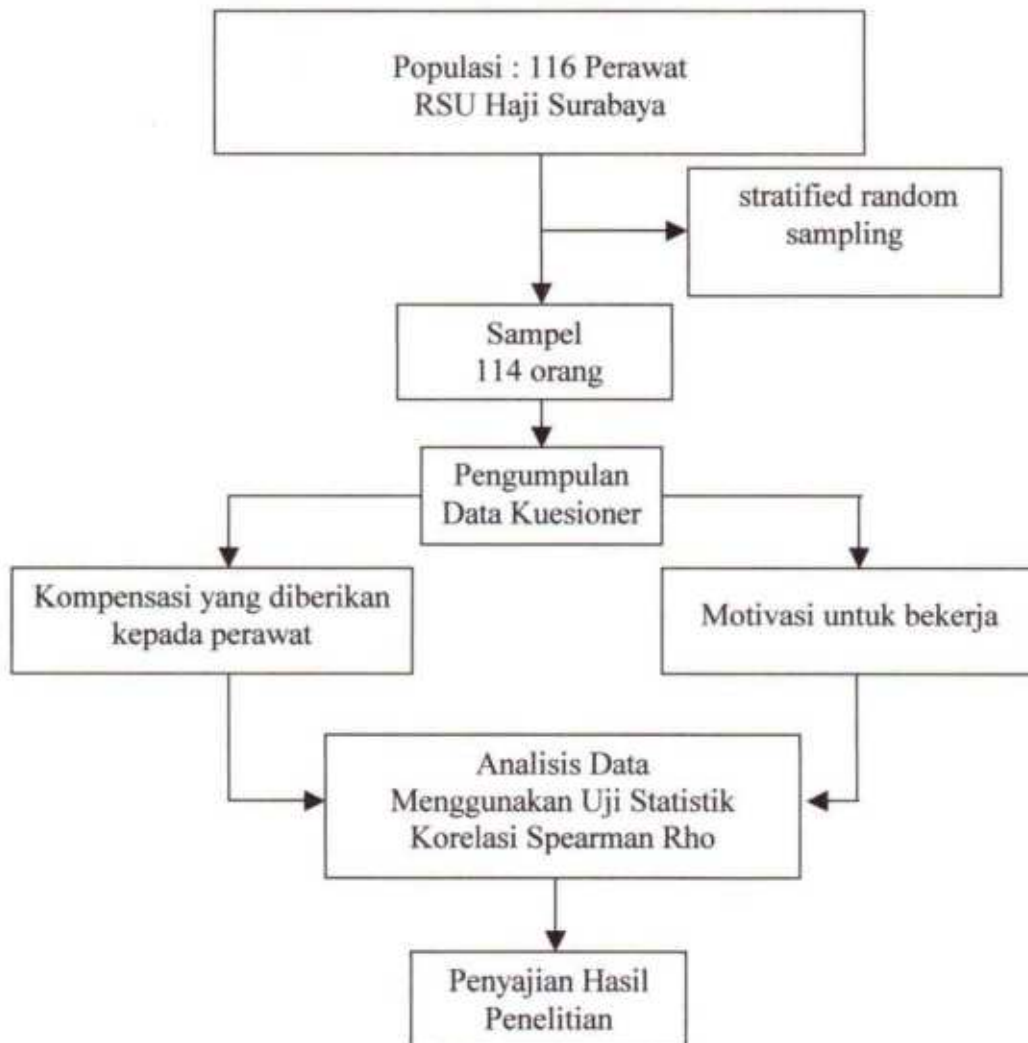 Populasi : 116 Perawat
RSU Haji Surabaya
stratified random
sampling
Sampel
114 orang
Pengumpulan
Data Kuesioner
Kompensasi yang diberikan
kepada perawat
Motivasi untuk bekerja
Analisis Data
Menggunakan Uji Statistik
Korelasi Spearman Rho
Penyajian Hasil
Penelitian